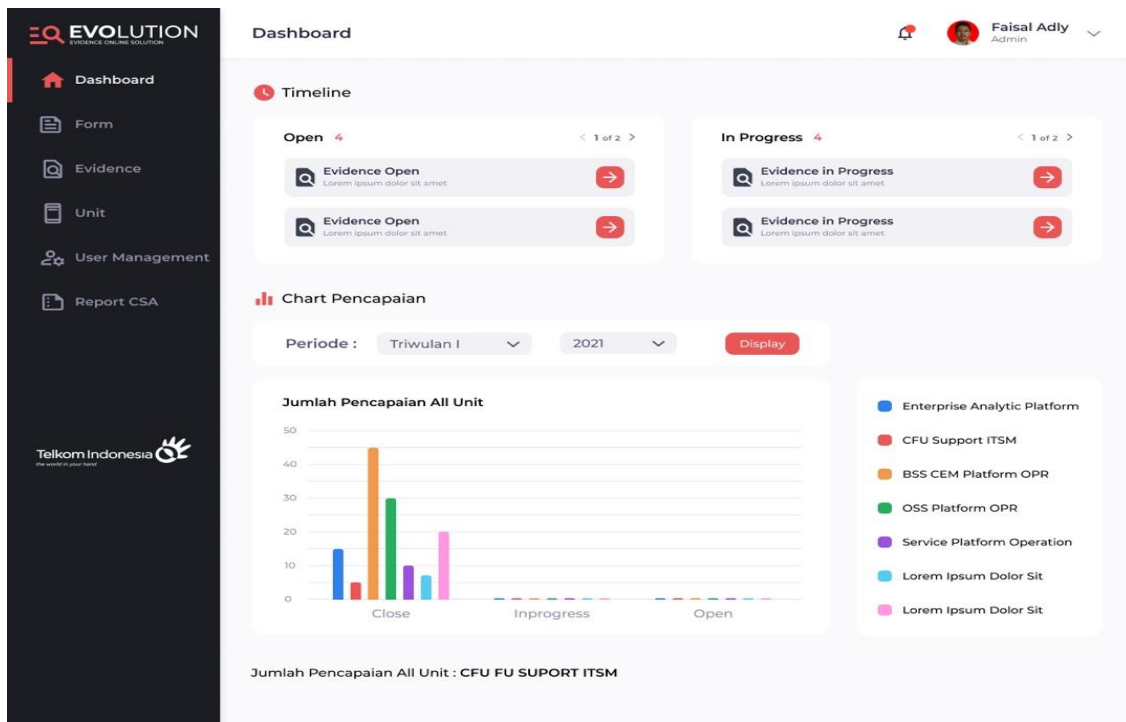 EVOLUTION
EVIDENCE ONLINE SOLUTION
Dashboard
Form
Evidence
Unit
User Management
Report CSA
Telkom Indonesia
the world in your hand
Dashboard
Faisal Adly
Admin
Timeline
Open 4
< 1 of 2 >
Evidence Open
Lorem ipsum dolor sit amet
Evidence Open
Lorem ipsum dolor sit amet
In Progress 4
< 1 of 2 >
Evidence in Progress
Lorem ipsum dolor sit amet
Evidence in Progress
Lorem ipsum dolor sit amet
Chart Pencapaian
Periode : Triwulan I 2021 Display
Jumlah Pencapaian All Unit
50
40
30
20
10
0
Close Inprogress Open
Enterprise Analytic Platform
CFU Support ITSM
BSS CEM Platform OPR
OSS Platform OPR
Service Platform Operation
Lorem Ipsum Dolor Sit
Lorem Ipsum Dolor Sit
Jumlah Pencapaian All Unit : CFU FU SUPORT ITSM